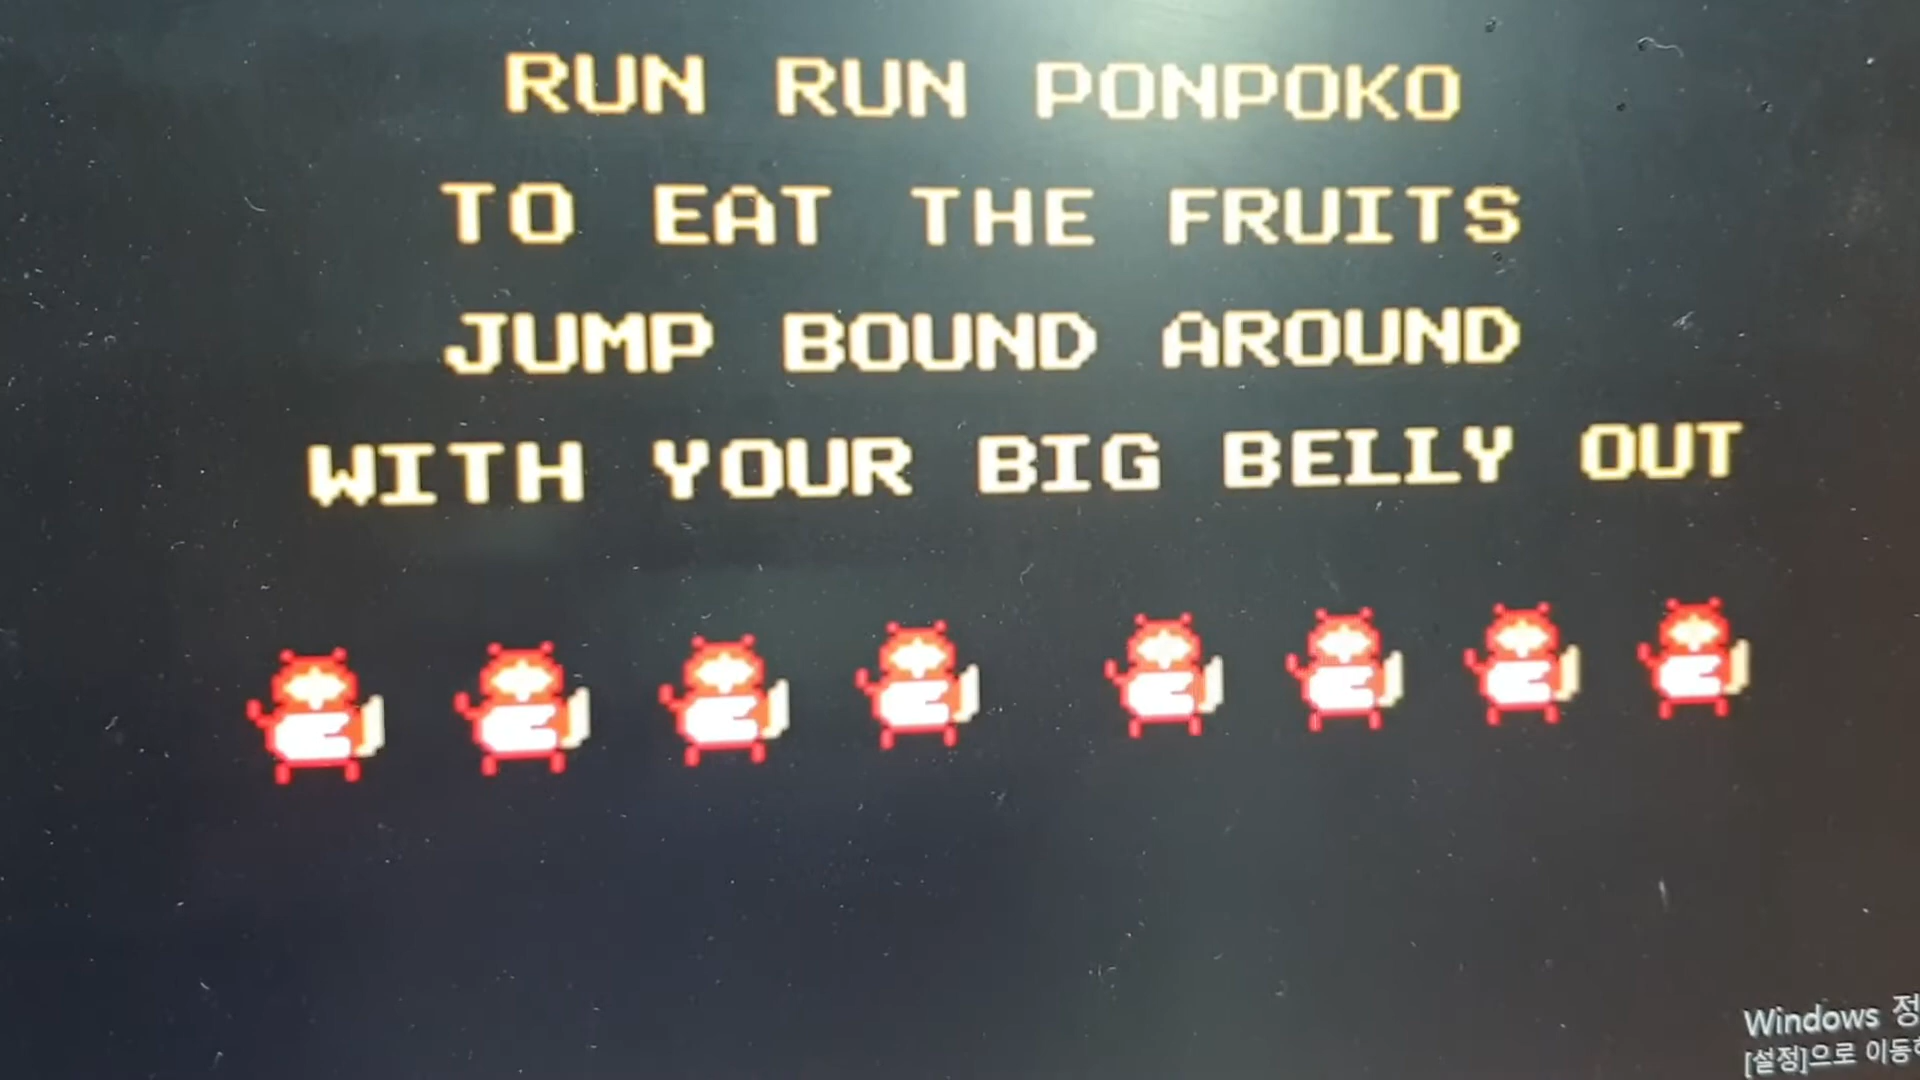 RUN RUN PONPOKO
TO EAT THE FRUITS
JUMP BOUND AROUND
WITH YOUR BIG BELLY OUT
Windows
[설정]으로